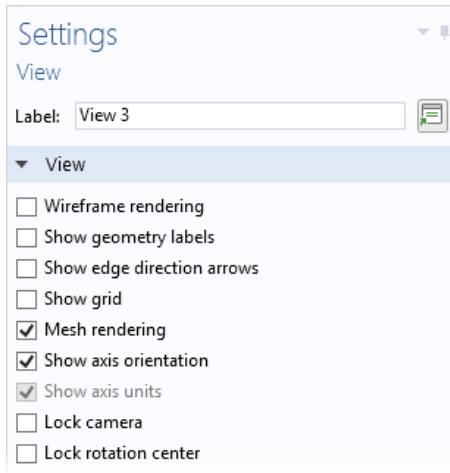 Settings
View
Label: View 3
View
Wireframe rendering
Show geometry labels
Show edge direction arrows
Show grid
Mesh rendering
Show axis orientation
Show axis units
Lock camera
Lock rotation center